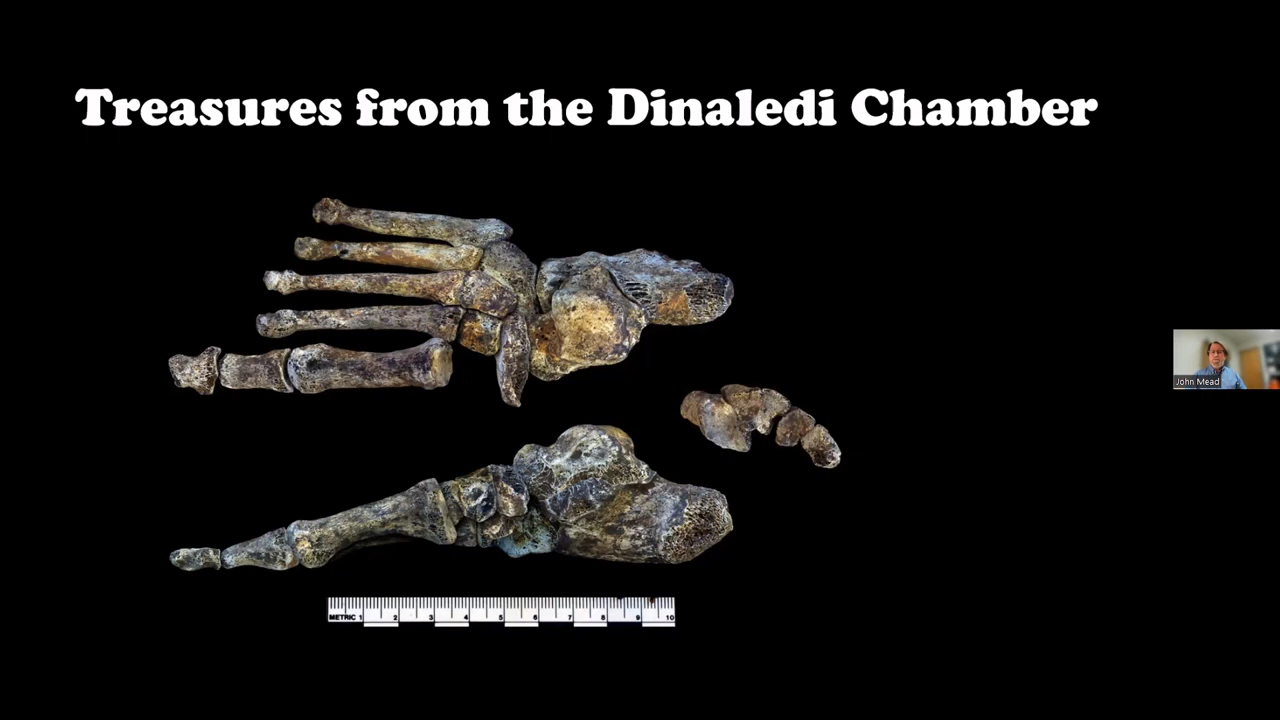 Treasures from the Dinaledi Chamber
John Mead
METRIC 1 2 3 4 5 6 7 8 9 10